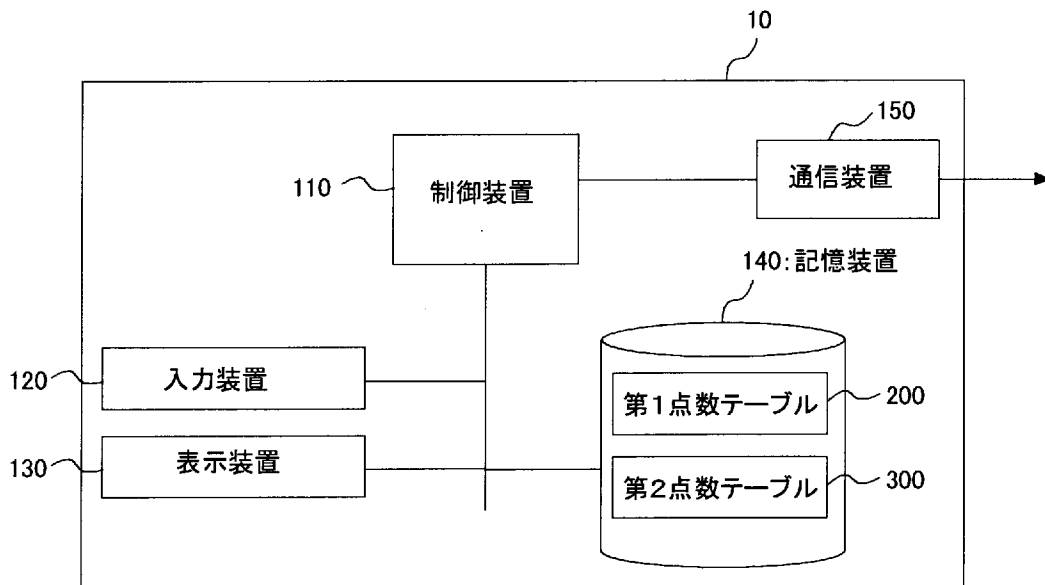 10
150
通信装置
110
制御装置
140:記憶装置
120
入力装置
第1点数テーブル
200
130
表示装置
第2点数テーブル
300